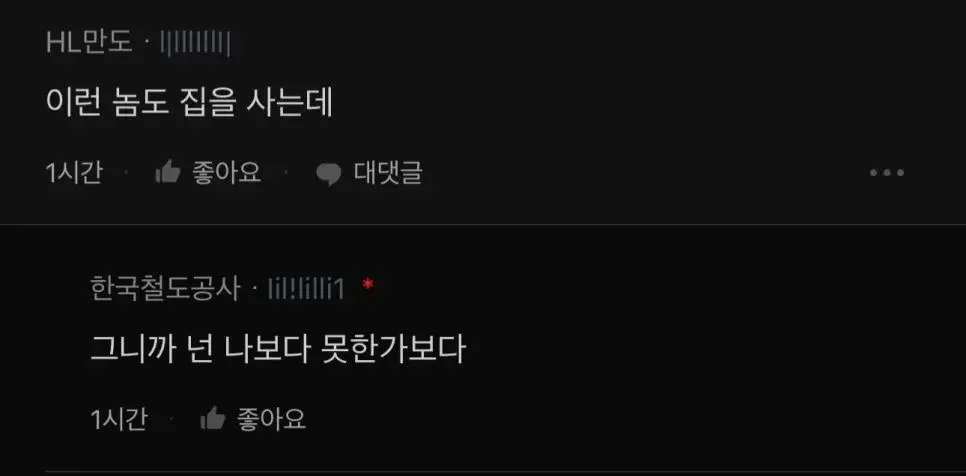 HL만도 ·
이런 놈도 집을 사는데
1시간 · 좋아요 · 대댓글
한국철도공사 · lil!lilli1 *
그니까 넌 나보다 못한가보다
1시간 · 좋아요